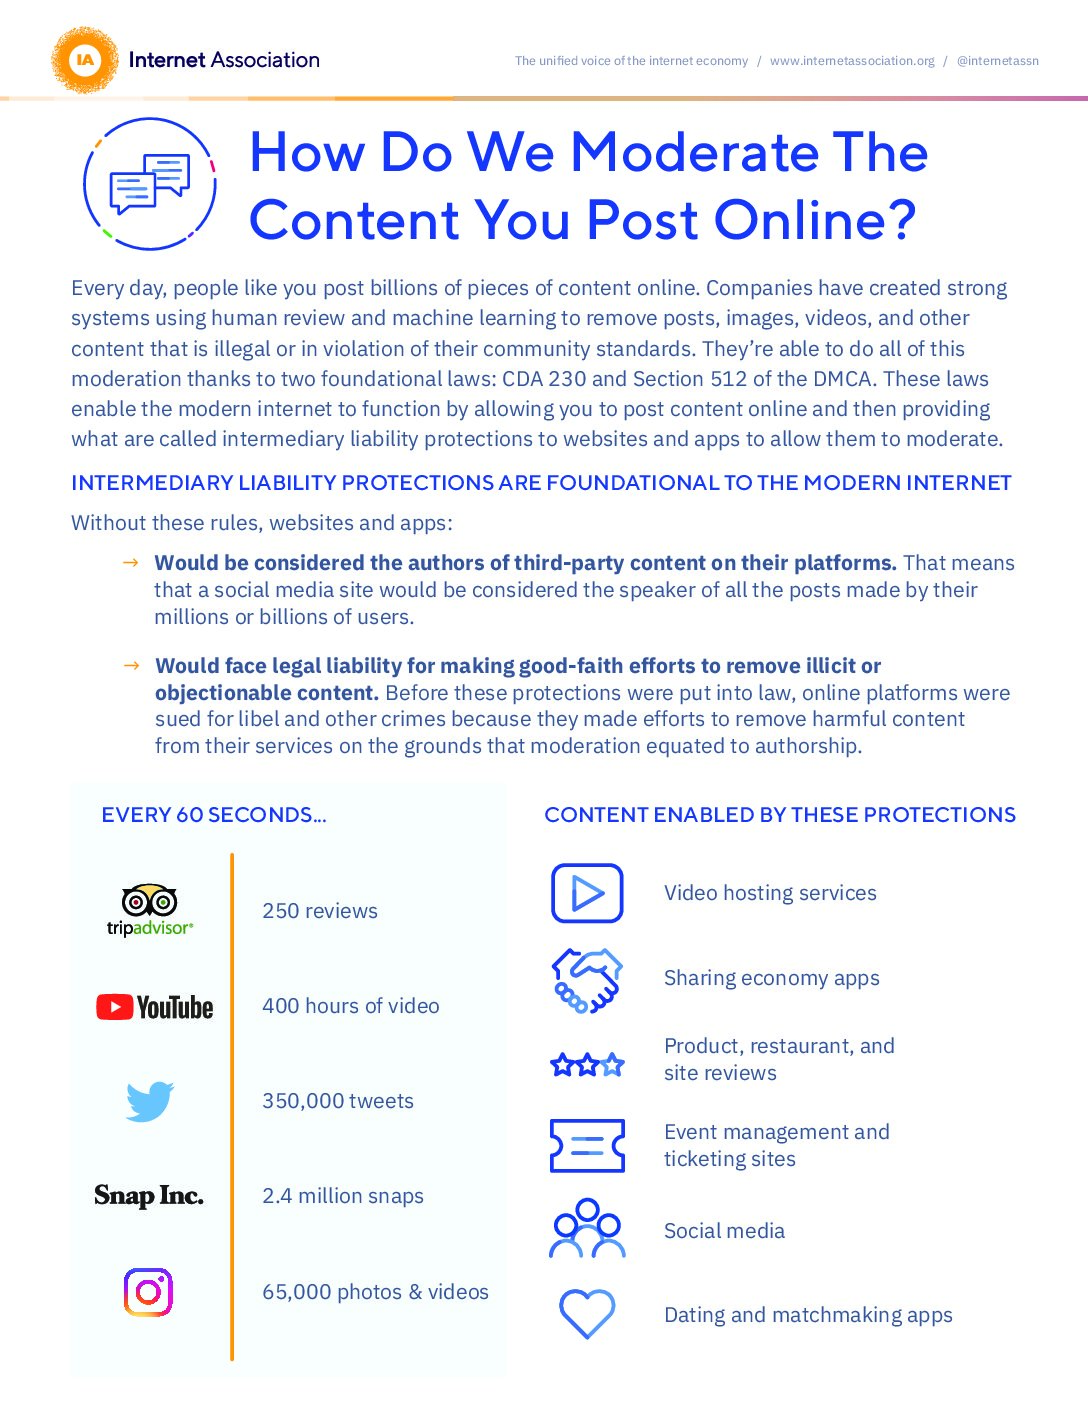 IA
Internet Association
The unified voice of the internet economy / www.internetassociation.org / @internetassn
How Do We Moderate The
Content You Post Online?
Every day, people like you post billions of pieces of content online. Companies have created strong
systems using human review and machine learning to remove posts, images, videos, and other
content that is illegal or in violation of their community standards. They’re able to do all of this
moderation thanks to two foundational laws: CDA 230 and Section 512 of the DMCA. These laws
enable the modern internet to function by allowing you to post content online and then providing
what are called intermediary liability protections to websites and apps to allow them to moderate.
INTERMEDIARY LIABILITY PROTECTIONS ARE FOUNDATIONAL TO THE MODERN INTERNET
Without these rules, websites and apps:
→ Would be considered the authors of third-party content on their platforms. That means
that a social media site would be considered the speaker of all the posts made by their
millions or billions of users.
→ Would face legal liability for making good-faith efforts to remove illicit or
objectionable content. Before these protections were put into law, online platforms were
sued for libel and other crimes because they made efforts to remove harmful content
from their services on the grounds that moderation equated to authorship.
EVERY 60 SECONDS...
tripadvisor®
250 reviews
YouTube
400 hours of video
350,000 tweets
Snap Inc.
2.4 million snaps
65,000 photos & videos
CONTENT ENABLED BY THESE PROTECTIONS
Video hosting services
Sharing economy apps
Product, restaurant, and
site reviews
Event management and
ticketing sites
Social media
Dating and matchmaking apps